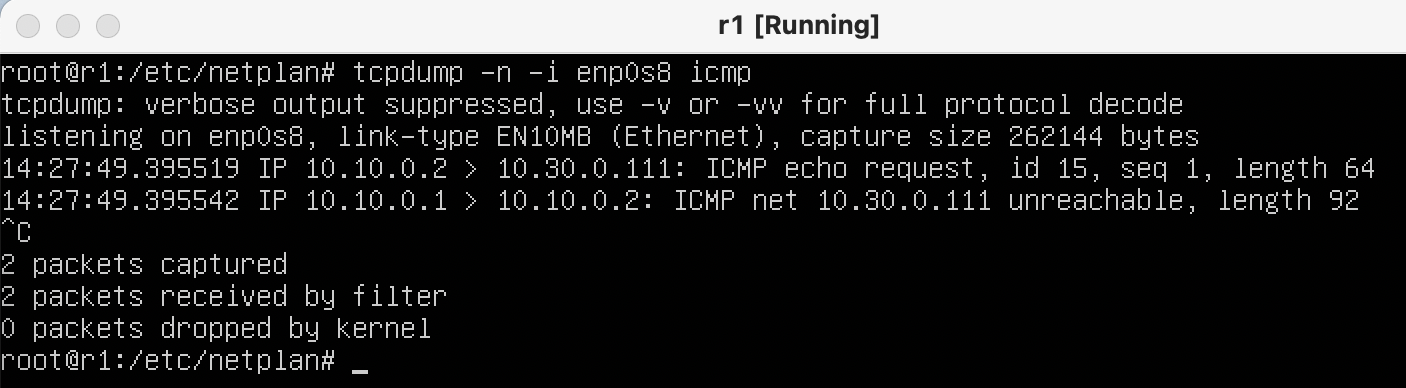 r1 [Running]
root@r1:/etc/netplan# tcpdump -n -i enp0s8 icmp
tcpdump: verbose output suppressed, use -v or -vv for full protocol decode
listening on enp0s8, link-type EN10MB (Ethernet), capture size 262144 bytes
14:27:49.395519 IP 10.10.0.2 > 10.30.0.111: ICMP echo request, id 15, seq 1, length 64
14:27:49.395542 IP 10.10.0.1 > 10.10.0.2: ICMP net 10.30.0.111 unreachable, length 92
^C
2 packets captured
2 packets received by filter
0 packets dropped by kernel
root@r1:/etc/netplan# _